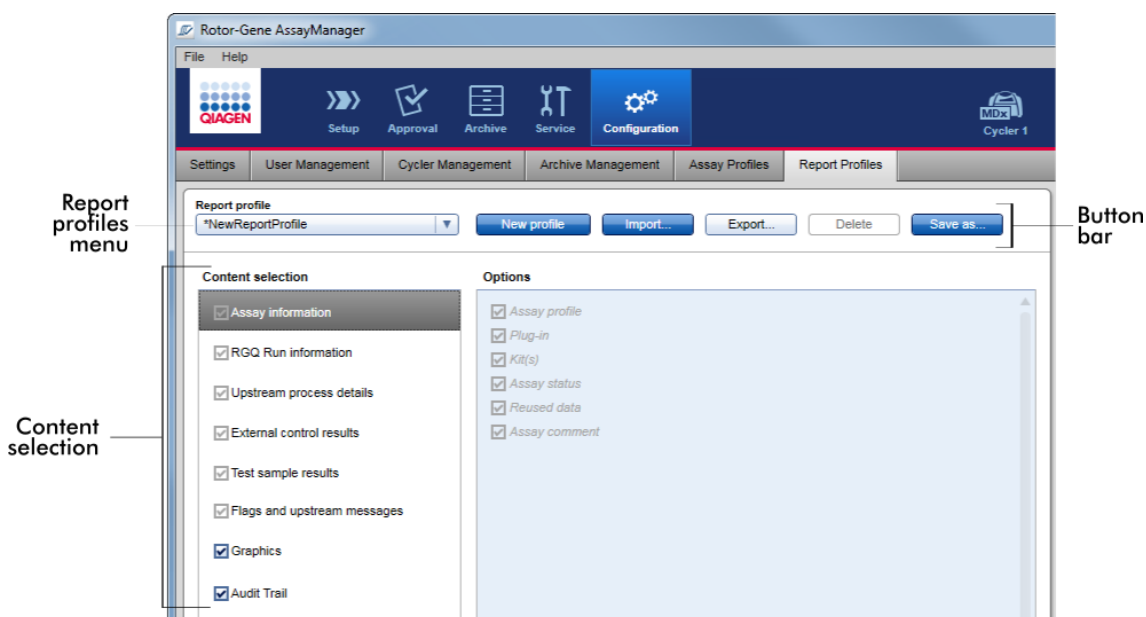 Rotor-Gene AssayManager
File Help
QIAGEN
Setup Approval Archive Service Configuration
MDx
Cycler 1
Settings User Management Cycler Management Archive Management Assay Profiles Report Profiles
Report profiles menu
Report profile
*NewReportProfile
New profile Import... Export... Delete Save as...
Button bar
Content selection
Content selection
Assay information
RGQ Run information
Upstream process details
External control results
Test sample results
Flags and upstream messages
Graphics
Audit Trail
Options
Assay profile
Plug-in
Kit(s)
Assay status
Reused data
Assay comment